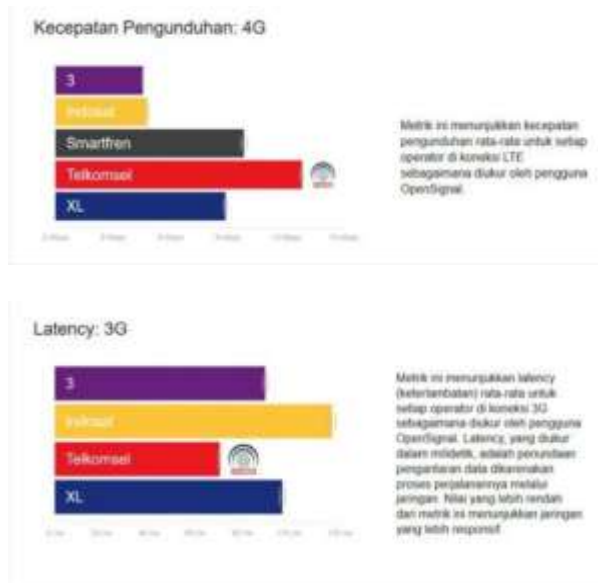 Kecepatan Pengunduhan: 4G
3
Indosat
Smartfren
Telkomsel
XL
Metrik ini menunjukkan kecepatan
pengunduhan rata-rata untuk setiap
operator di koneksi LTE
sebagaimana diukur oleh pengguna
OpenSignal.
Latency: 3G
3
Indosat
Telkomsel
XL
Metrik ini menunjukkan latency
(keterlambatan) rata-rata untuk
setiap operator di koneksi 3G
sebagaimana diukur oleh pengguna
OpenSignal. Latency, yang diukur
dalam milidetik, adalah penundaan
pengantaran data dikarenakan
proses perjalanannya melalui
jaringan. Nilai yang lebih rendah
dari metrik ini menunjukkan jaringan
yang lebih responsif.